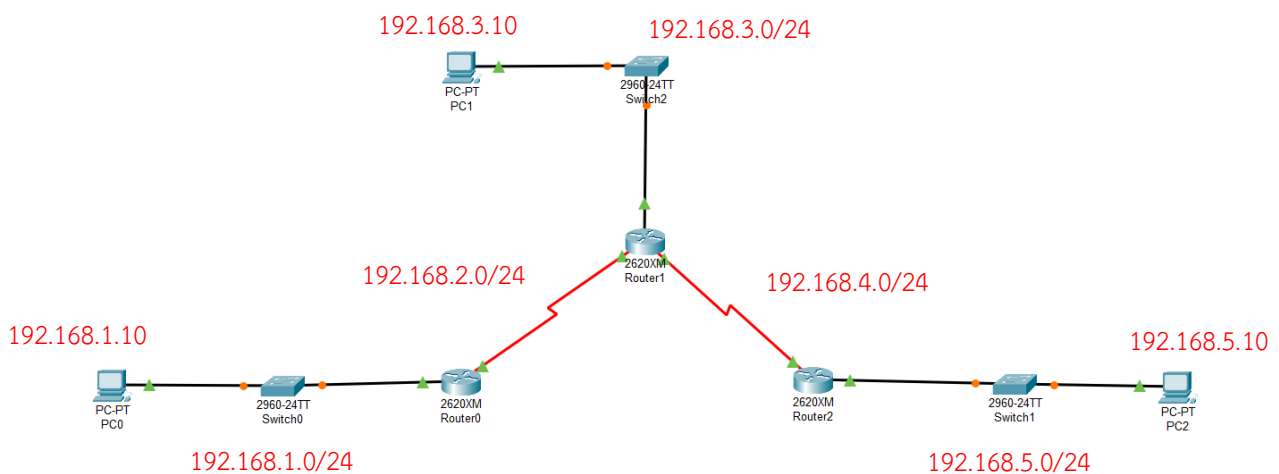 192.168.3.10
192.168.3.0/24
PC-PT
PC1
2960-24TT
Switch2
192.168.2.0/24
2620XM
Router1
192.168.4.0/24
192.168.1.10
192.168.5.10
PC-PT
PC0
2960-24TT
Switch0
2620XM
Router0
2620XM
Router2
2960-24TT
Switch1
PC-PT
PC2
192.168.1.0/24
192.168.5.0/24